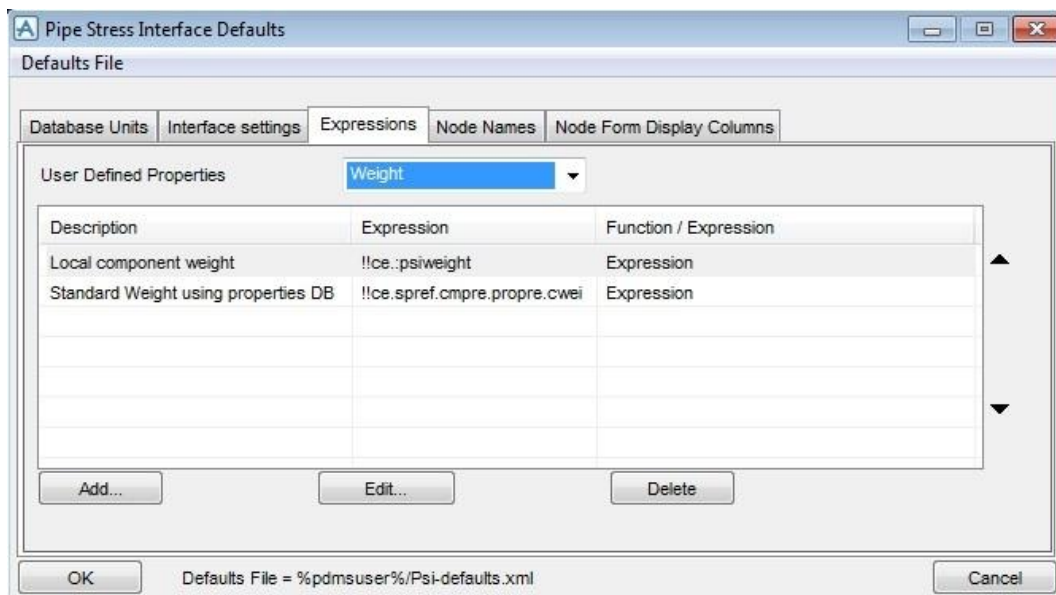 Pipe Stress Interface Defaults
Defaults File
Database Units Interface settings Expressions Node Names Node Form Display Columns
User Defined Properties Weight
Description Expression Function / Expression
Local component weight !!ce.:psiweight Expression
Standard Weight using properties DB !!ce.spref.cmpre.propre.cwei Expression
Add... Edit... Delete
OK Defaults File = %pdmsuser%/Psi-defaults.xml Cancel